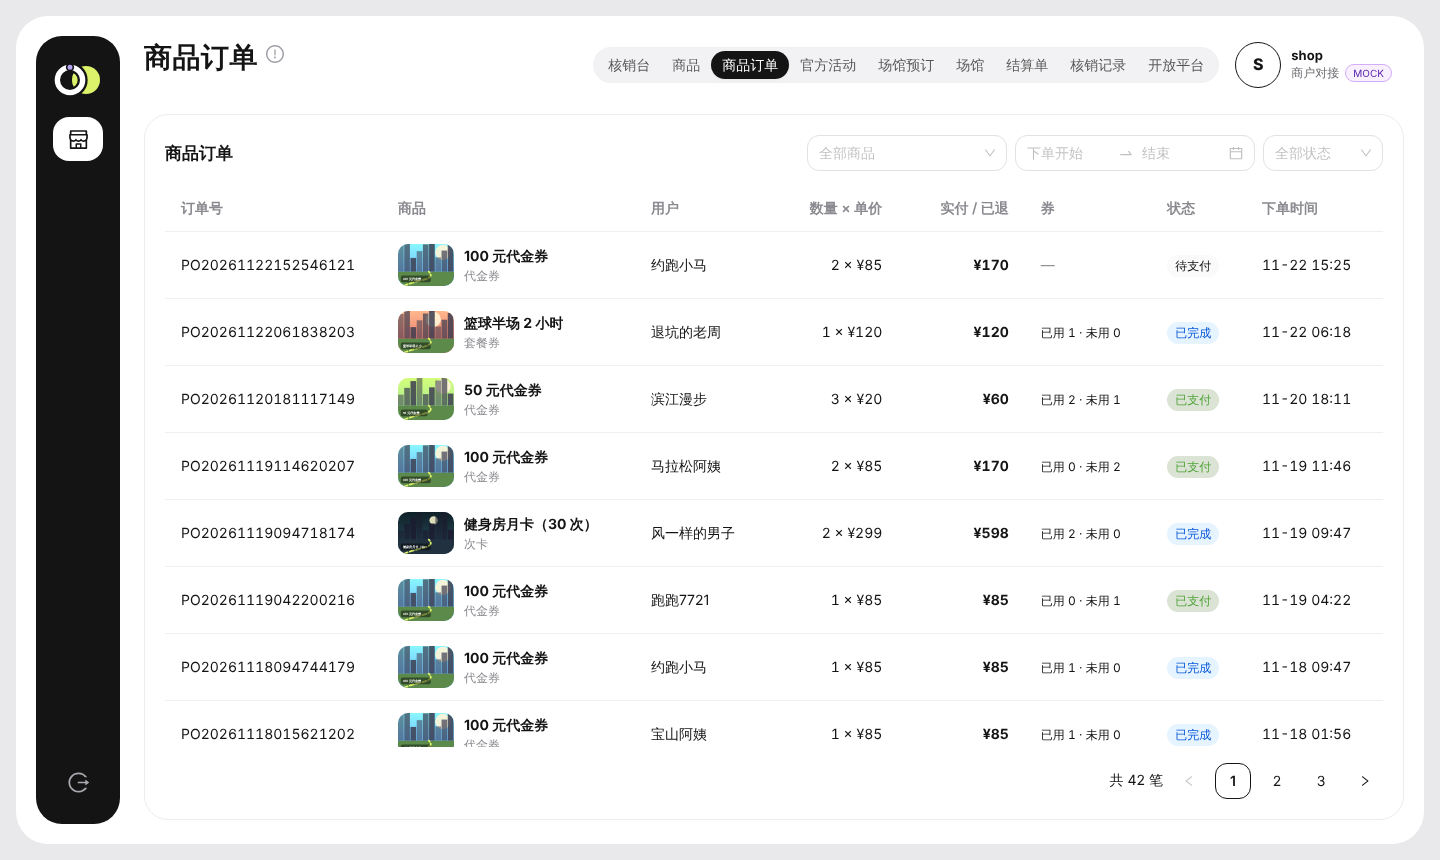 商品订单
核销台 商品 商品订单 官方活动 场馆预订 场馆 结算单 核销记录 开放平台
S
shop
商户对接 MOCK
商品订单
全部商品 下单开始 结束 全部状态
订单号 商品 用户 数量 × 单价 实付 / 已退 券 状态 下单时间
PO20261122152546121 100 元代金券 代金券 约跑小马 2 × ¥85 ¥170 — 待支付 11-22 15:25
PO20261122061838203 篮球半场 2 小时 套餐券 退坑的老周 1 × ¥120 ¥120 已用 1 · 未用 0 已完成 11-22 06:18
PO20261120181117149 50 元代金券 代金券 滨江漫步 3 × ¥20 ¥60 已用 2 · 未用 1 已支付 11-20 18:11
PO20261119114620207 100 元代金券 代金券 马拉松阿姨 2 × ¥85 ¥170 已用 0 · 未用 2 已支付 11-19 11:46
PO20261119094718174 健身房月卡（30 次） 次卡 风一样的男子 2 × ¥299 ¥598 已用 2 · 未用 0 已完成 11-19 09:47
PO20261119042200216 100 元代金券 代金券 跑跑7721 1 × ¥85 ¥85 已用 0 · 未用 1 已支付 11-19 04:22
PO20261118094744179 100 元代金券 代金券 约跑小马 1 × ¥85 ¥85 已用 1 · 未用 0 已完成 11-18 09:47
PO20261118015621202 100 元代金券 代金券 宝山阿姨 1 × ¥85 ¥85 已用 1 · 未用 0 已完成 11-18 01:56
共 42 笔 1 2 3